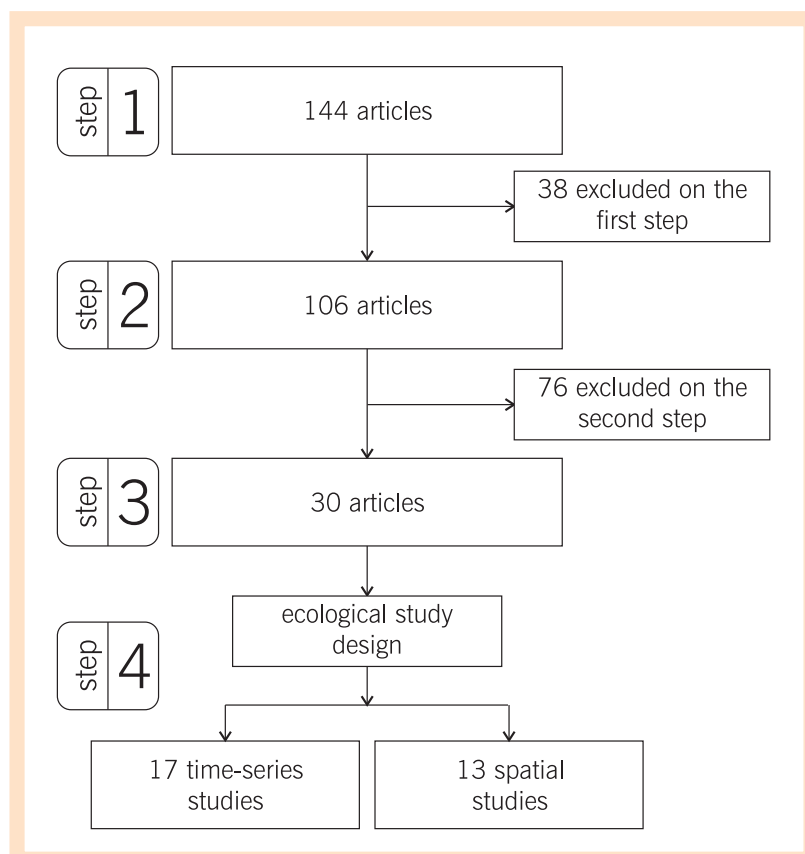 step 1
144 articles
38 excluded on the
first step
step 2
106 articles
76 excluded on the
second step
step 3
30 articles
ecological study
design
step 4
17 time-series
studies
13 spatial
studies